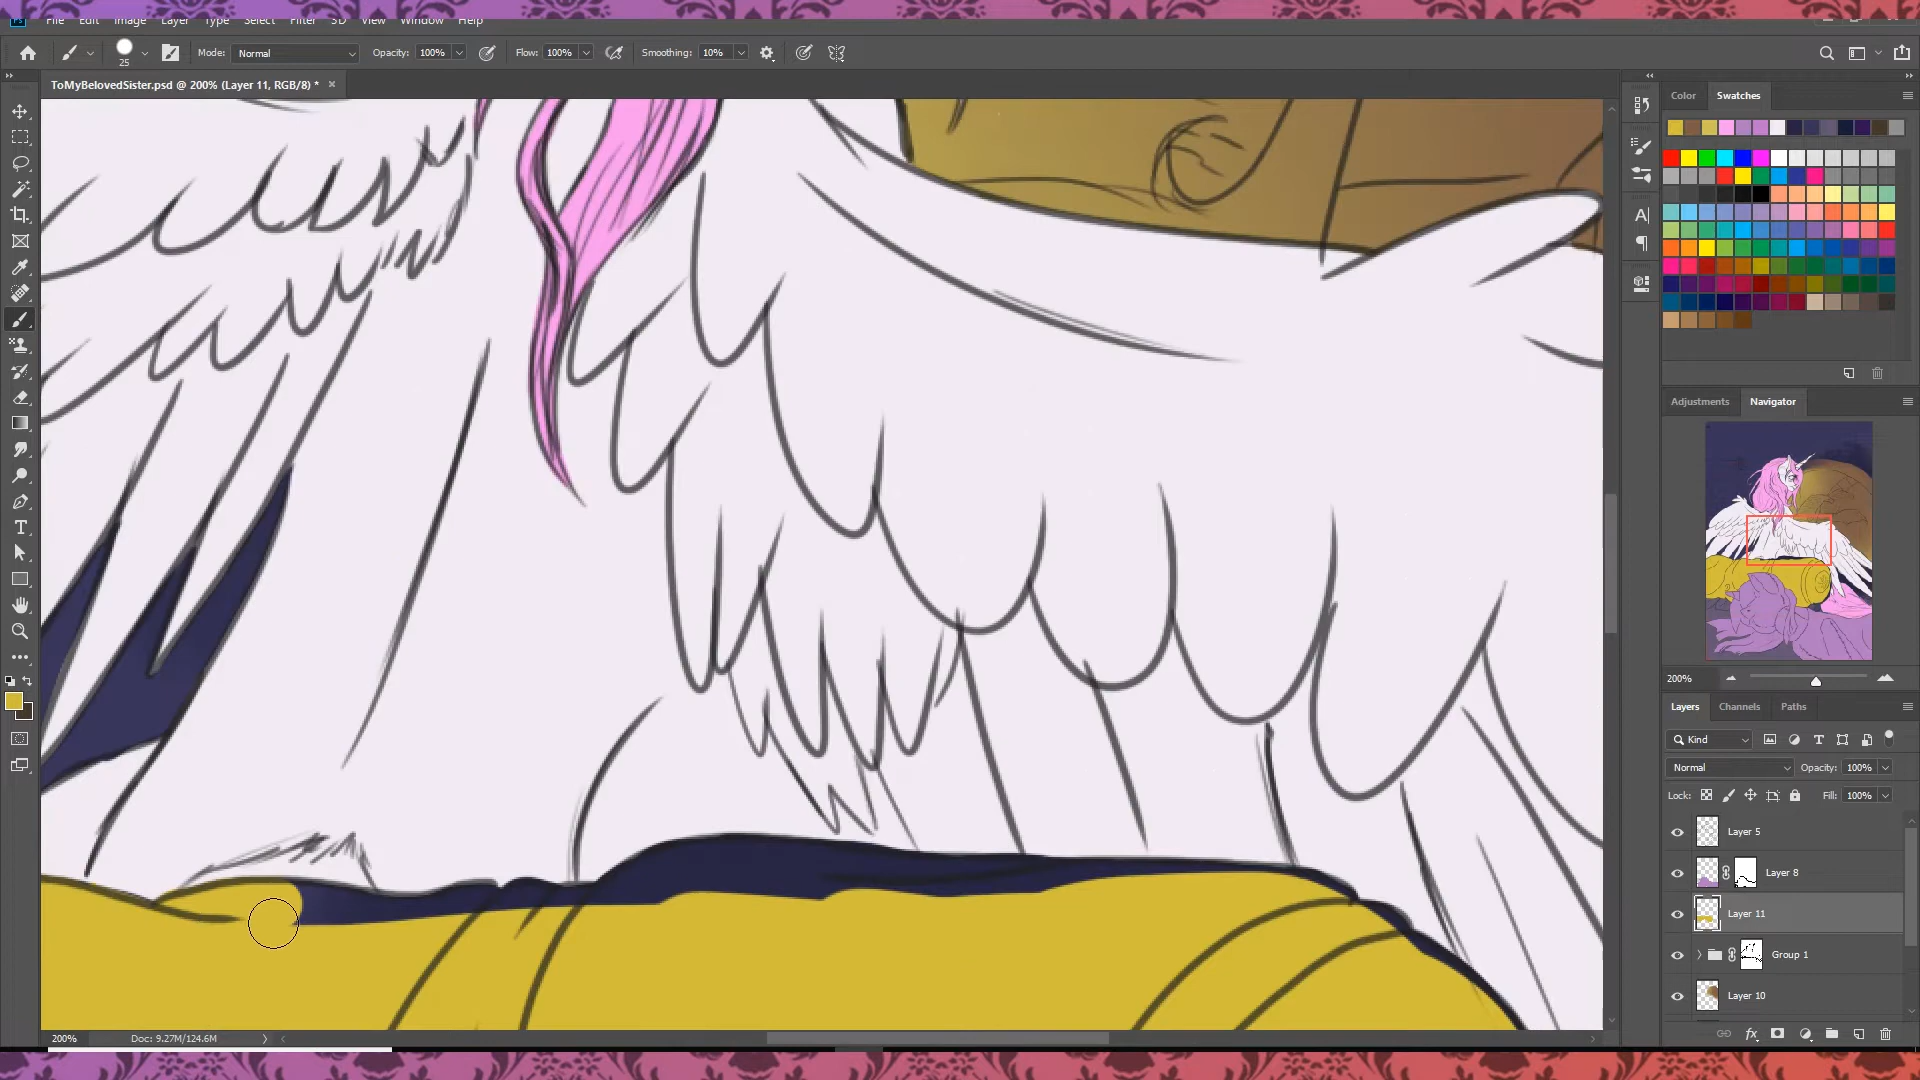 Ps File Edit Image Layer Type Select Filter 3D View Window Help
25 Mode: Normal Opacity: 100% Flow: 100% Smoothing: 10%
ToMyBelovedSister.psd @ 200% (Layer 11, RGB/8) * ×
Color Swatches
Adjustments Navigator
200%
Layers Channels Paths
Kind
Normal Opacity: 100%
Lock: Fill: 100%
Layer 5
Layer 8
Layer 11
Group 1
Layer 10
fx
200% Doc: 9.27M/124.6M